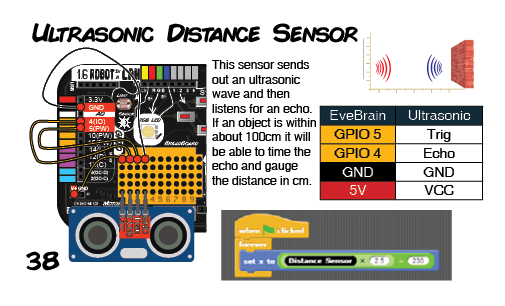 Ultrasonic Distance Sensor
1.6 ROBOT
RGB
3.3V
GND
4(IO)
5(PW)
10(PW)
RGB LED
BreadBoard
This sensor sends
out an ultrasonic
wave and then
listens for an echo.
If an object is within
about 100cm it will
be able to time the
echo and gauge
the distance in cm.
EveBrain Ultrasonic
GPIO 5 Trig
GPIO 4 Echo
GND GND
5V VCC
when clicked
forever
set x to Distance Sensor × 2.5 - 230
38